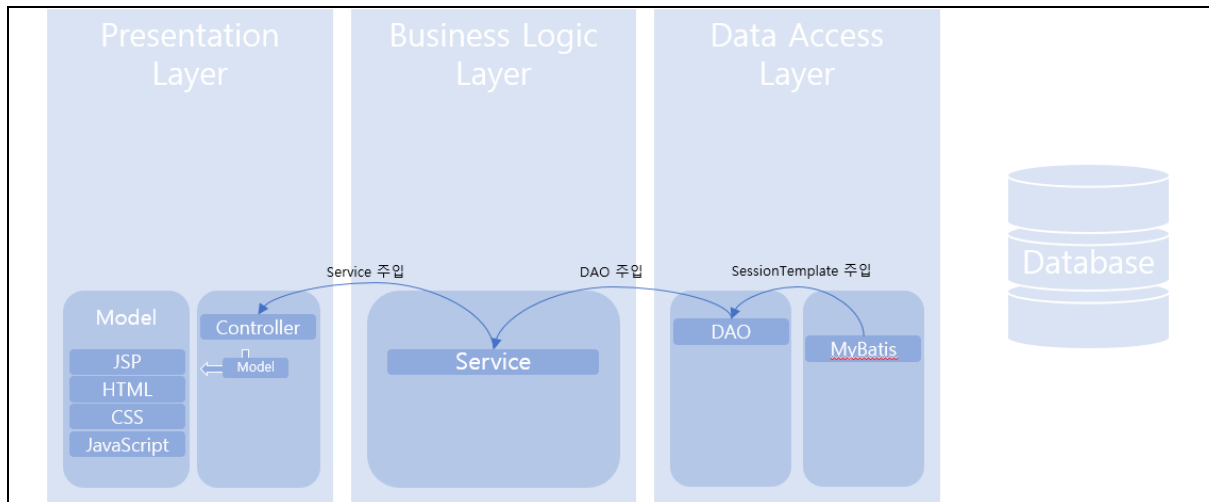 Presentation
Layer
Business Logic
Layer
Data Access
Layer
Service 주입
DAO 주입
SessionTemplate 주입
Model
JSP
HTML
CSS
JavaScript
Controller
Model
Service
DAO
MyBatis
Database